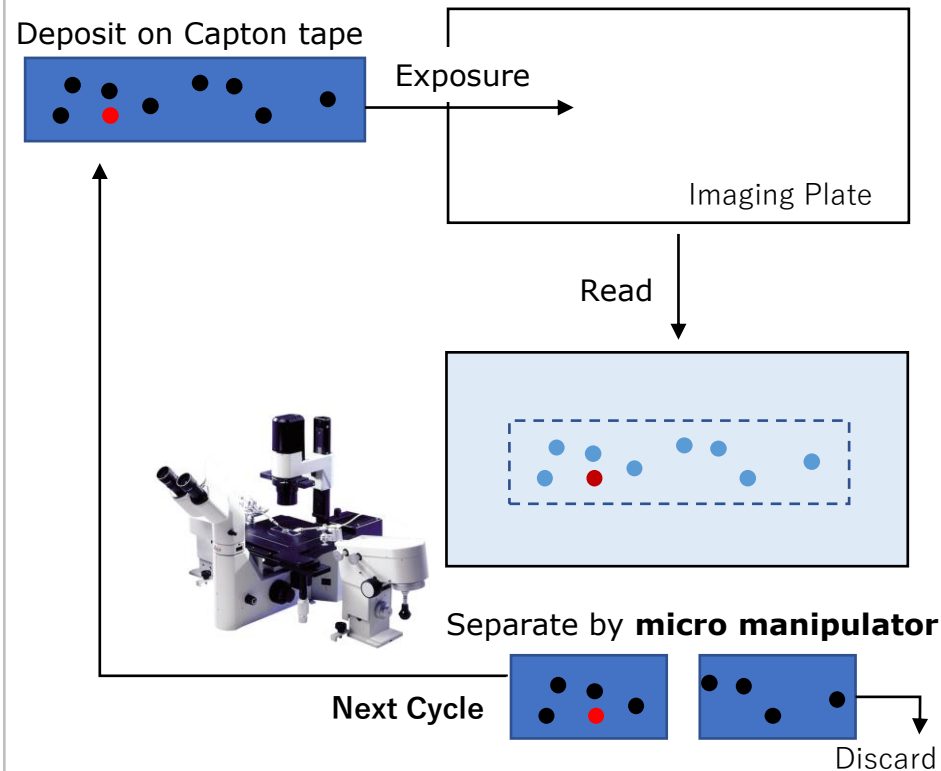 Deposit on Capton tape
Exposure
Imaging Plate
Read
Separate by micro manipulator
Next Cycle
Discard